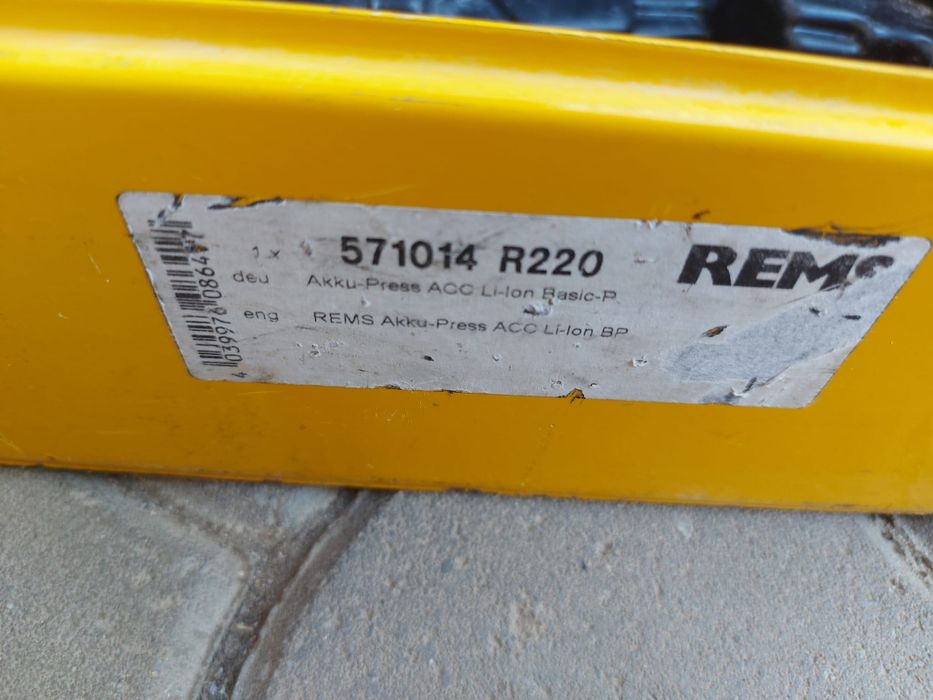 1 x 571014 R220 REMS
deu Akku-Press ACC Li-Ion Basic-P
eng REMS Akku-Press ACC Li-Ion BP